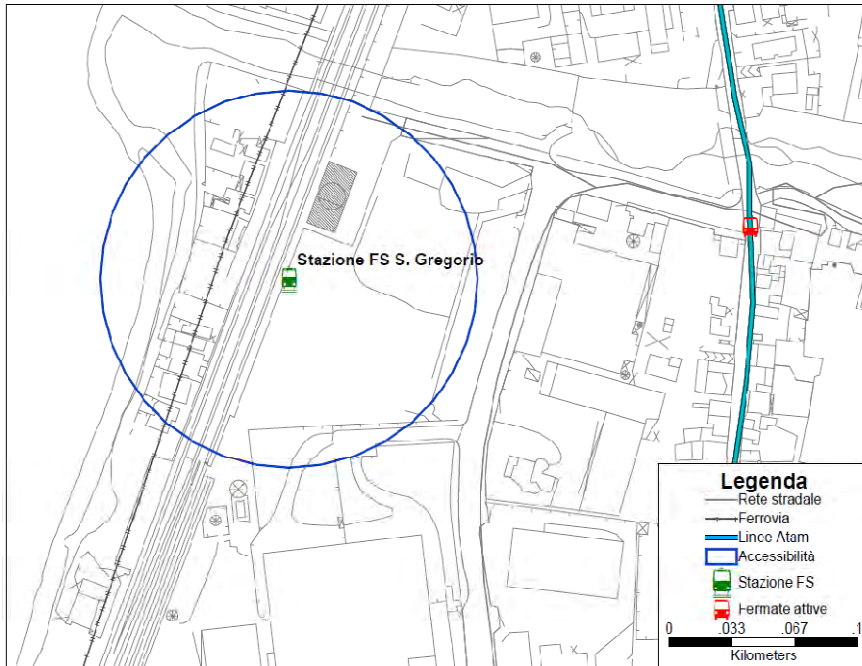 Stazione FS S. Gregorio
Legenda
Rete stradale
Ferrovia
Linee Atam
Accessibilità
Stazione FS
Fermate attive
0 .033 .067 .1
Kilometers